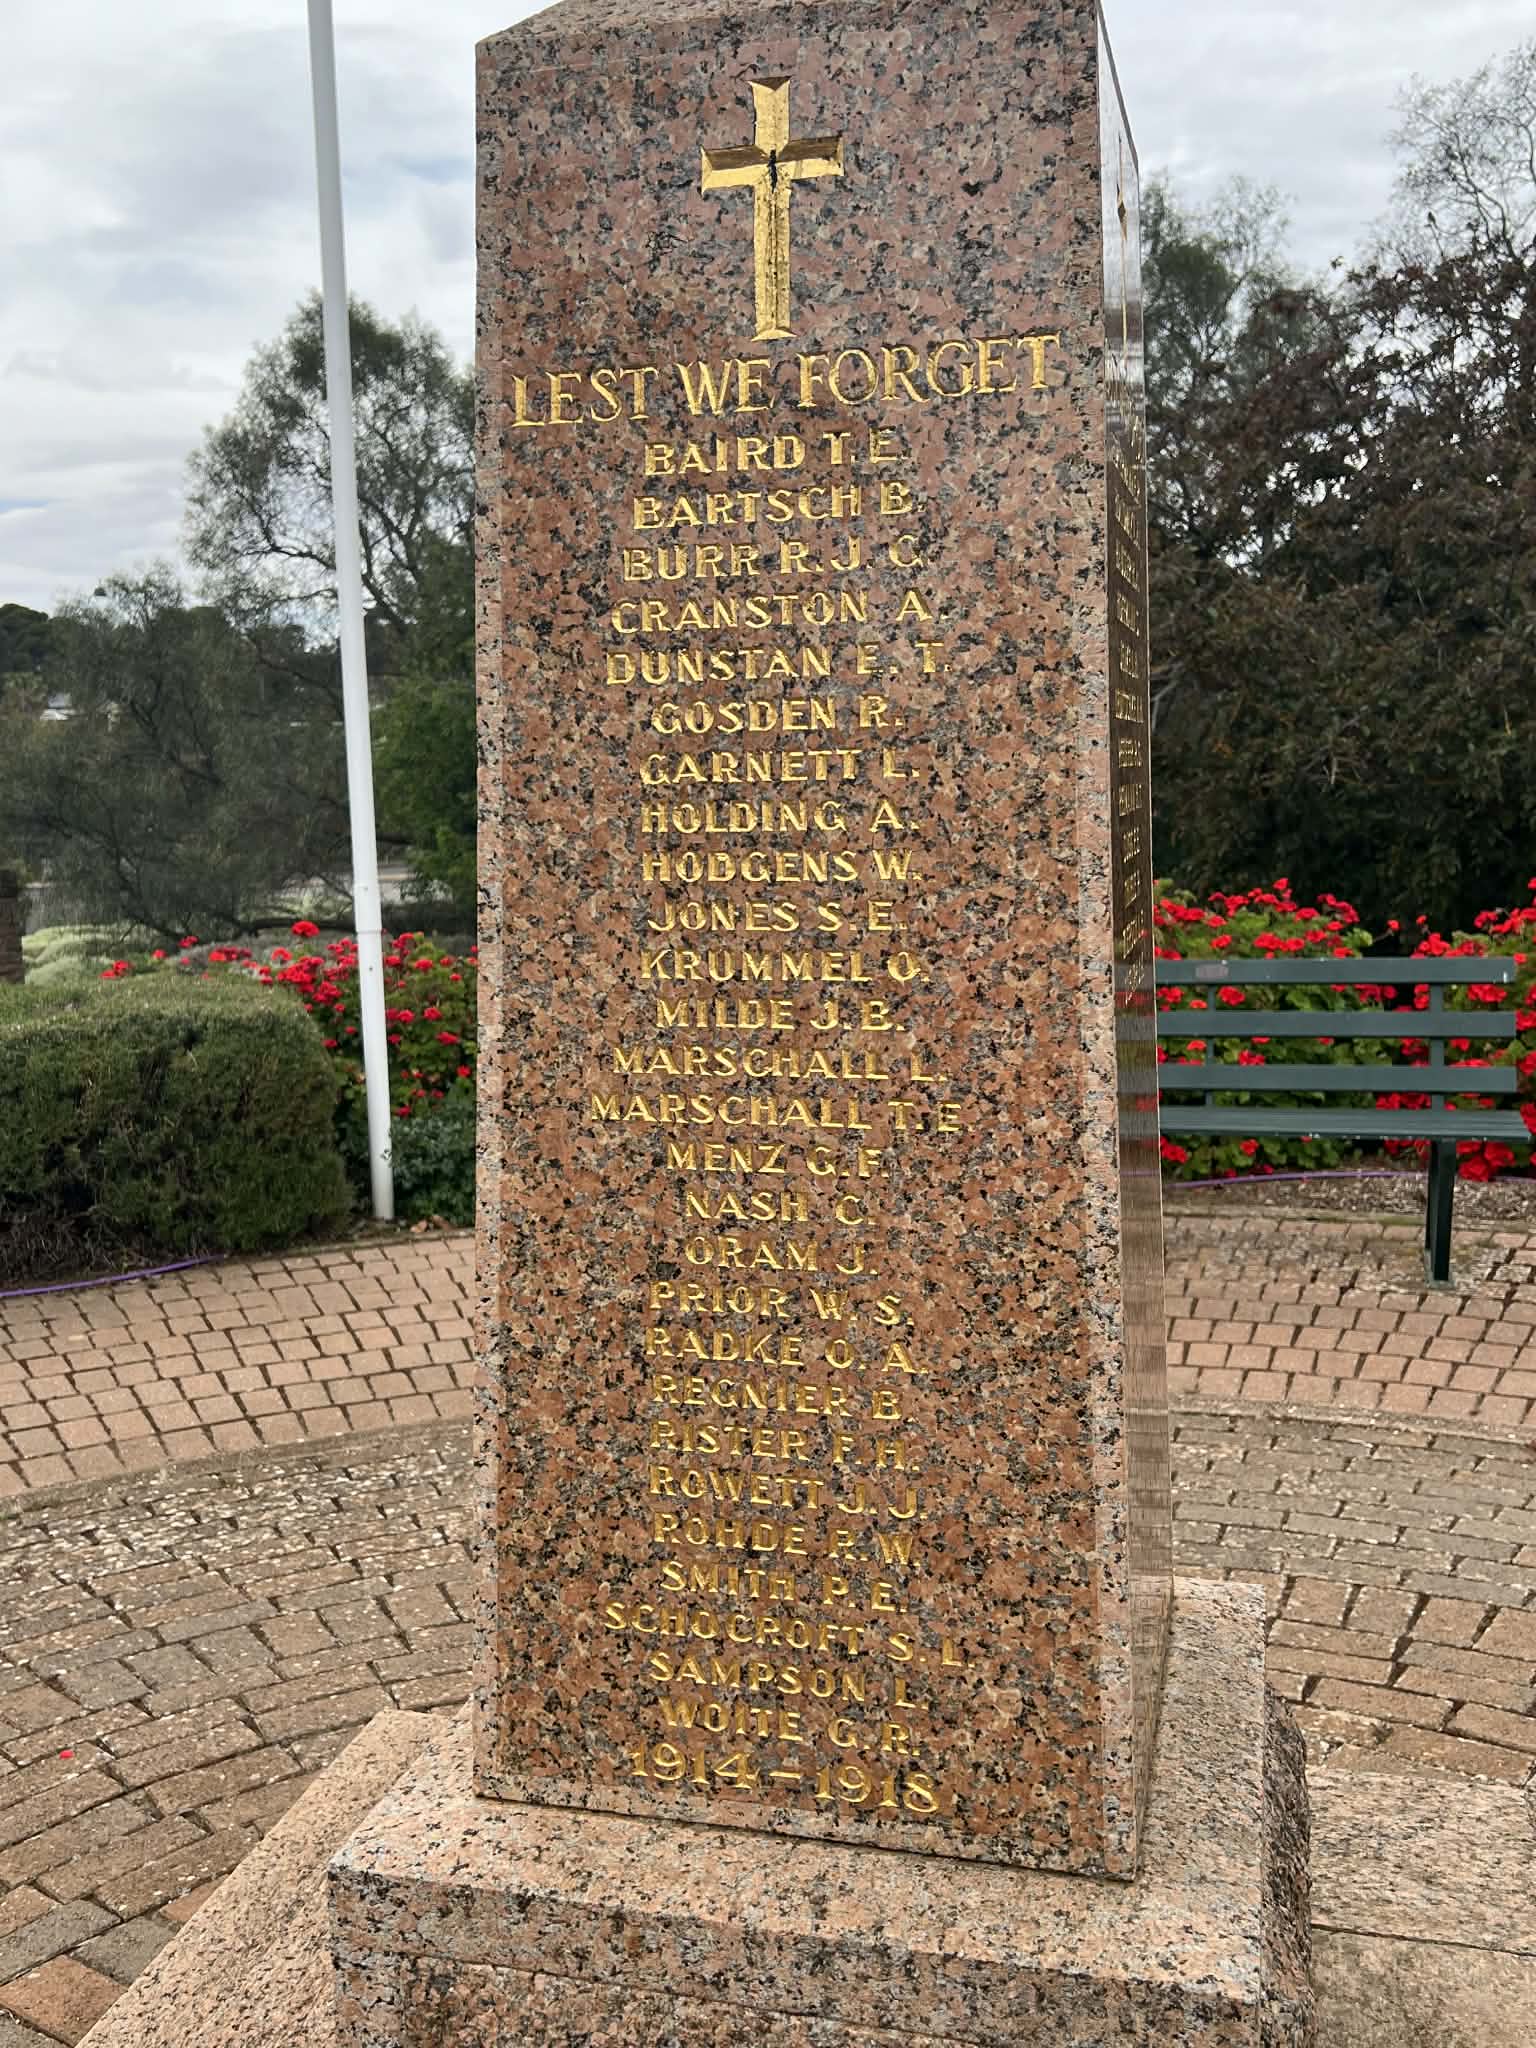 LEST WE FORGET
BAIRD T. E.
BARTSCH B.
BURR R. J. C.
CRANSTON A.
DUNSTAN E. T.
GOSDEN R.
GARNETT L.
HOLDING A.
HODGENS W.
JONES S. E.
KRUMMEL O.
MILDE J. B.
MARSCHALL L.
MARSCHALL T. E
MENZ G. F.
NASH C.
ORAM J.
PRIOR W. S.
RADKE O. A.
REGNIER B.
RISTER F. H.
ROWETT J. J.
ROHDE R. W.
SMITH P. E.
SCHOCROFT S. L.
SAMPSON L.
WOITE G. R.
1914-1918